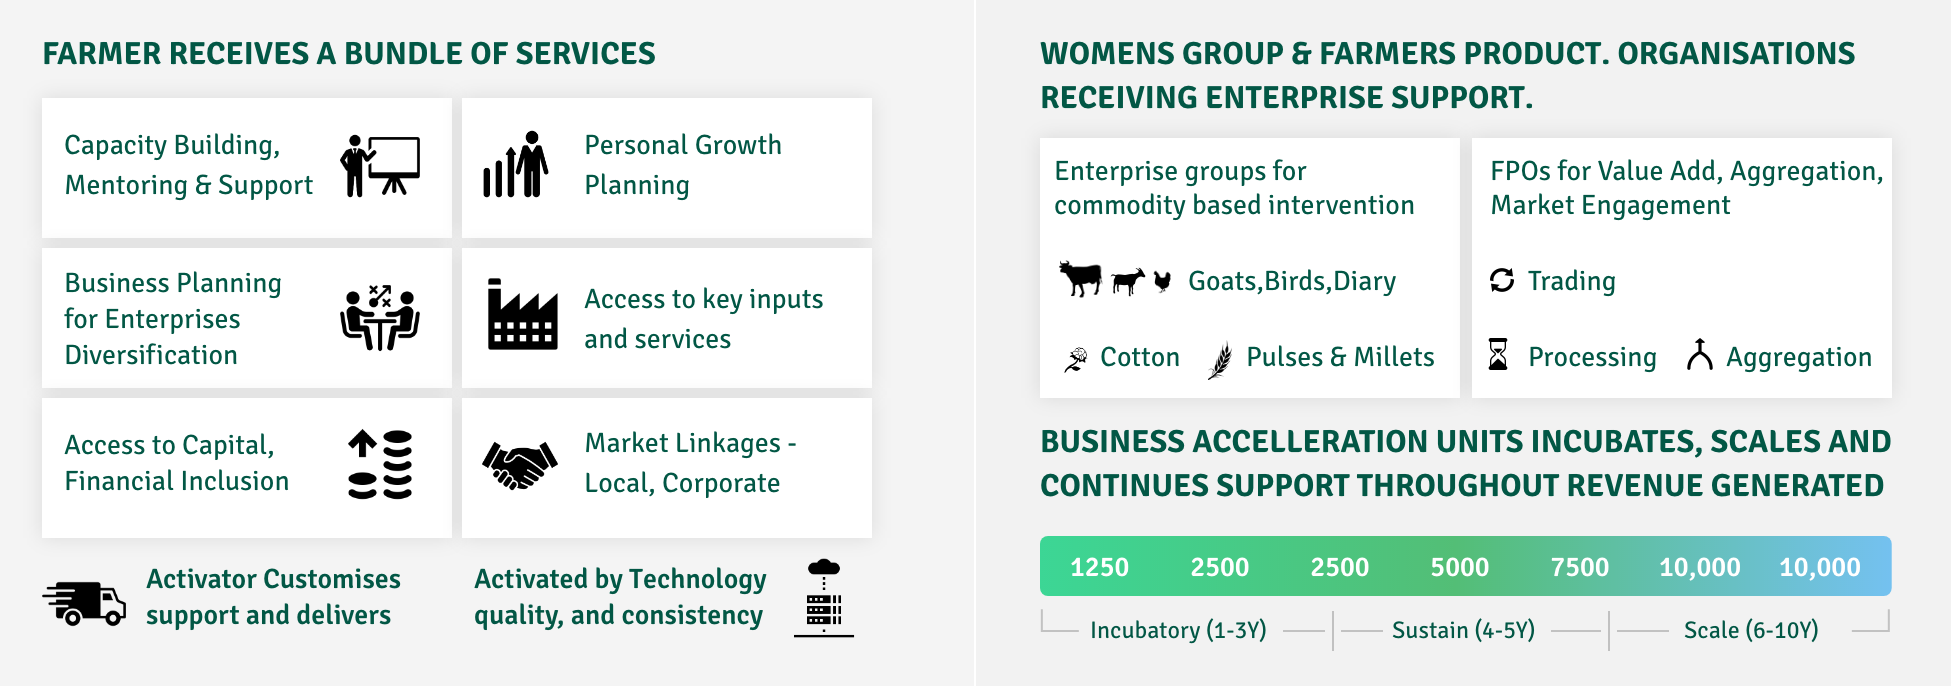 FARMER RECEIVES A BUNDLE OF SERVICES
Capacity Building,
Mentoring & Support
Personal Growth
Planning
Business Planning
for Enterprises
Diversification
Access to key inputs
and services
Access to Capital,
Financial Inclusion
Market Linkages -
Local, Corporate
Activator Customises
support and delivers
Activated by Technology
quality, and consistency
WOMENS GROUP & FARMERS PRODUCT. ORGANISATIONS
RECEIVING ENTERPRISE SUPPORT.
Enterprise groups for
commodity based intervention
Goats,Birds,Diary
Cotton
Pulses & Millets
FPOs for Value Add, Aggregation,
Market Engagement
Trading
Processing
Aggregation
BUSINESS ACCELLERATION UNITS INCUBATES, SCALES AND
CONTINUES SUPPORT THROUGHOUT REVENUE GENERATED
1250 2500 2500 5000 7500 10,000 10,000
Incubatory (1-3Y) Sustain (4-5Y) Scale (6-10Y)